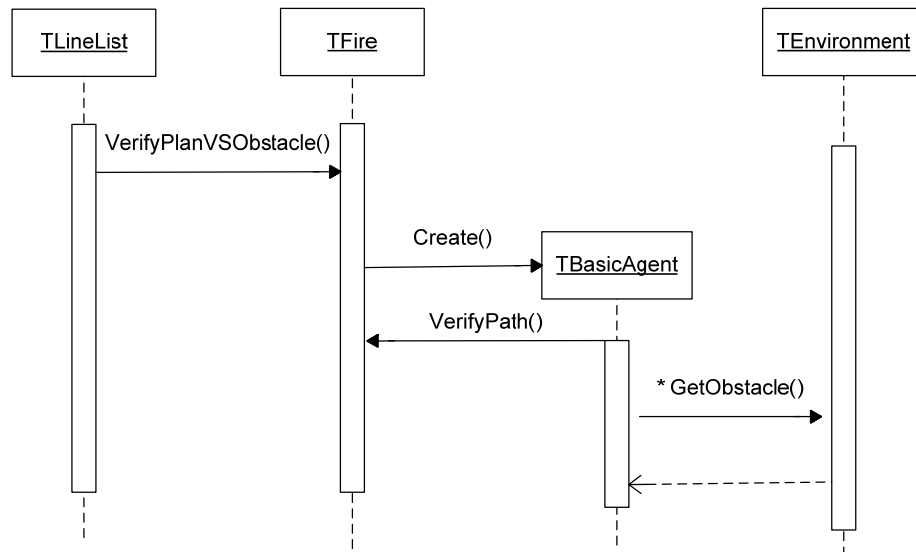 TLineList
TFire
TEnvironment
VerifyPlanVSObstacle()
Create()
TBasicAgent
VerifyPath()
* GetObstacle()